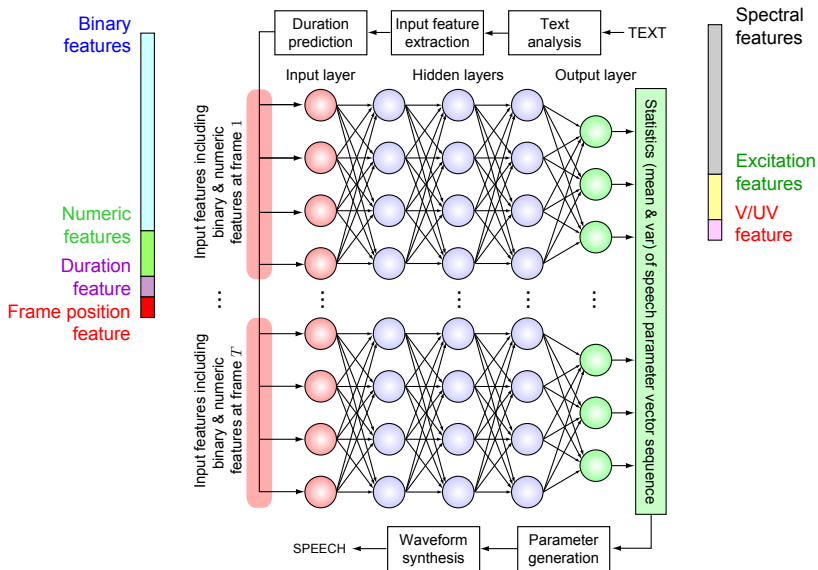 Binary
features
Numeric
features
Duration
feature
Frame position
feature
Duration
prediction
Input feature
extraction
Text
analysis
TEXT
Input layer
Hidden layers
Output layer
Input features including
binary & numeric
features at frame 1
...
...
...
...
...
...
Input features including
binary & numeric
features at frame T
Statistics (mean & var) of speech parameter vector sequence
SPEECH
Waveform
synthesis
Parameter
generation
Spectral
features
Excitation
features
V/UV
feature